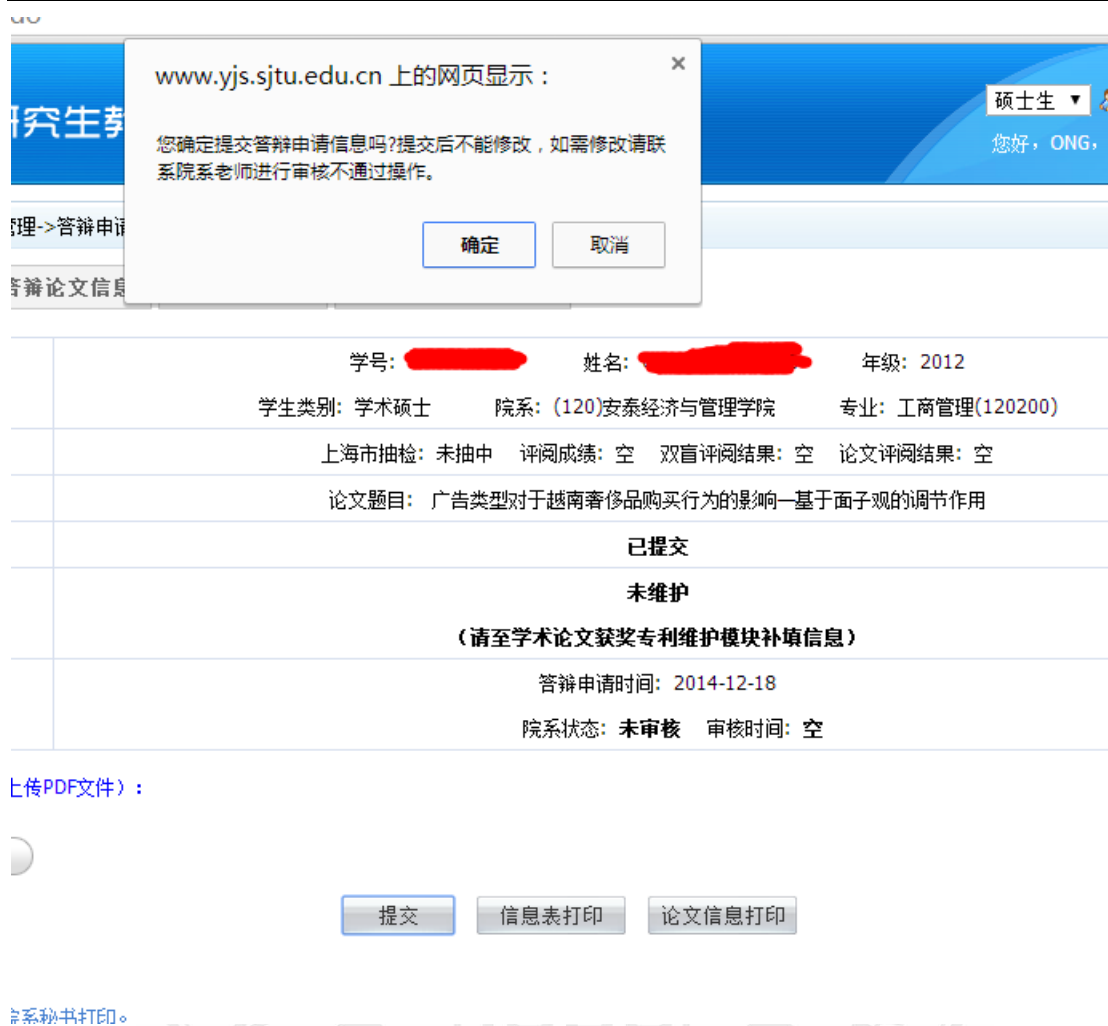 www.yjs.sjtu.edu.cn 上的网页显示：
您确定提交答辩申请信息吗?提交后不能修改，如需修改请联
系院系老师进行审核不通过操作。
确定 取消
究生教
硕士生
您好，ONG，
理->答辩申请
答辩论文信息
学号: 姓名: 年级: 2012
学生类别: 学术硕士 院系: (120)安泰经济与管理学院 专业: 工商管理(120200)
上海市抽检: 未抽中 评阅成绩: 空 双盲评阅结果: 空 论文评阅结果: 空
论文题目: 广告类型对于越南奢侈品购买行为的影响—基于面子观的调节作用
已提交
未维护
（请至学术论文获奖专利维护模块补填信息）
答辩申请时间: 2014-12-18
院系状态: 未审核 审核时间: 空
上传PDF文件）:
提交 信息表打印 论文信息打印
院系秘书打印。